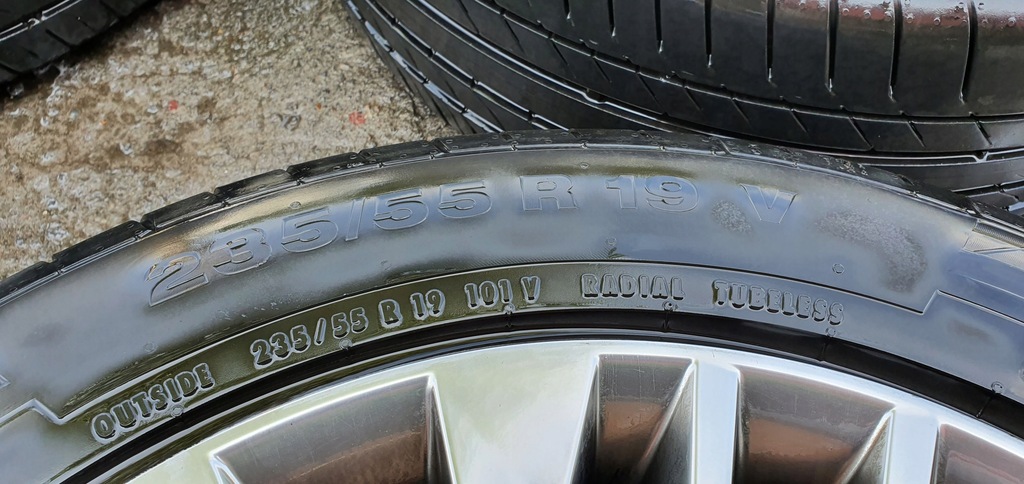 235/55 R 19 V
OUTSIDE 235/55 R 19 101 V RADIAL TUBELESS